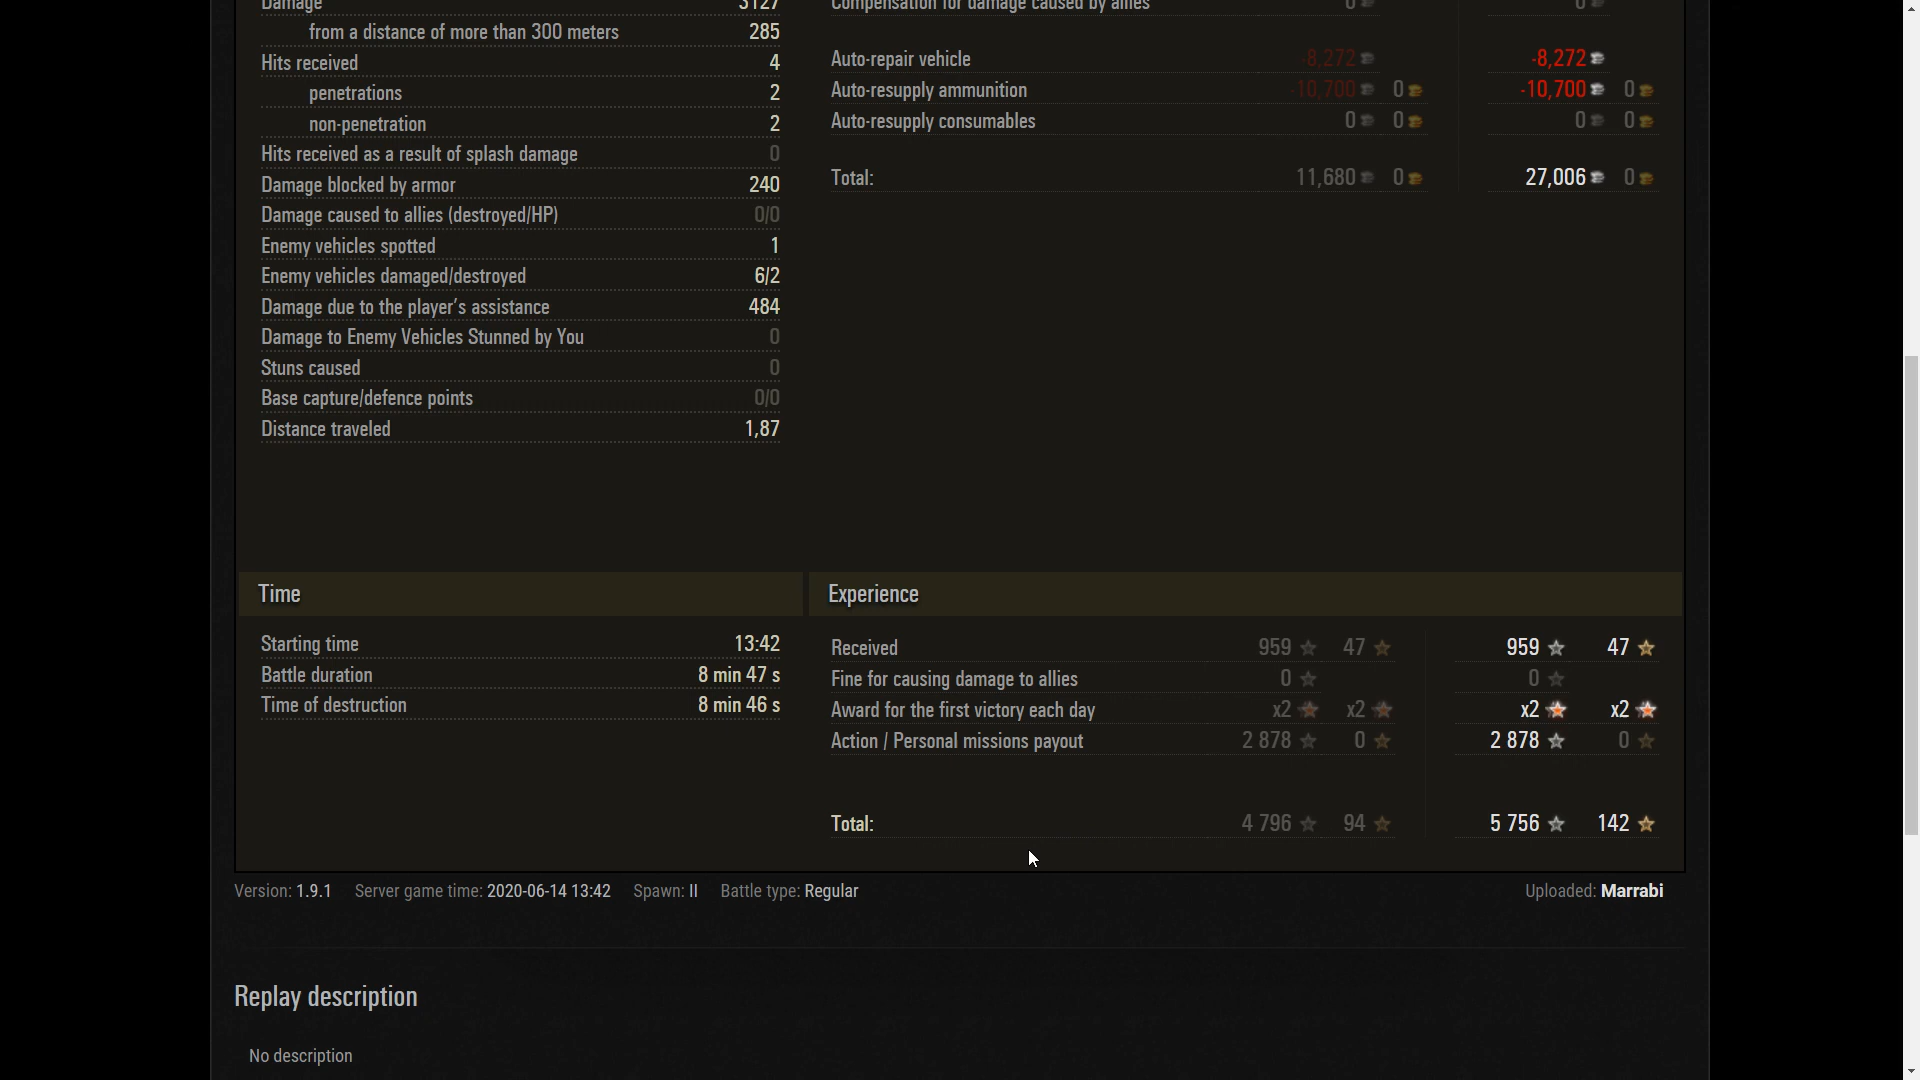 Damage 3127
from a distance of more than 300 meters 285
Hits received 4
penetrations 2
non-penetration 2
Hits received as a result of splash damage 0
Damage blocked by armor 240
Damage caused to allies (destroyed/HP) 0/0
Enemy vehicles spotted 1
Enemy vehicles damaged/destroyed 6/2
Damage due to the player's assistance 484
Damage to Enemy Vehicles Stunned by You 0
Stuns caused 0
Base capture/defence points 0/0
Distance traveled 1,87
Compensation for damage caused by allies 0 0
Auto-repair vehicle -8,272 -8,272
Auto-resupply ammunition -10,700 0 -10,700 0
Auto-resupply consumables 0 0 0 0
Total: 11,680 0 27,006 0
Time
Starting time 13:42
Battle duration 8 min 47 s
Time of destruction 8 min 46 s
Experience
Received 959 47 959 47
Fine for causing damage to allies 0 0
Award for the first victory each day x2 x2 x2 x2
Action / Personal missions payout 2 878 0 2 878 0
Total: 4 796 94 5 756 142
Version: 1.9.1 Server game time: 2020-06-14 13:42 Spawn: II Battle type: Regular Uploaded: Marrabi
Replay description
No description